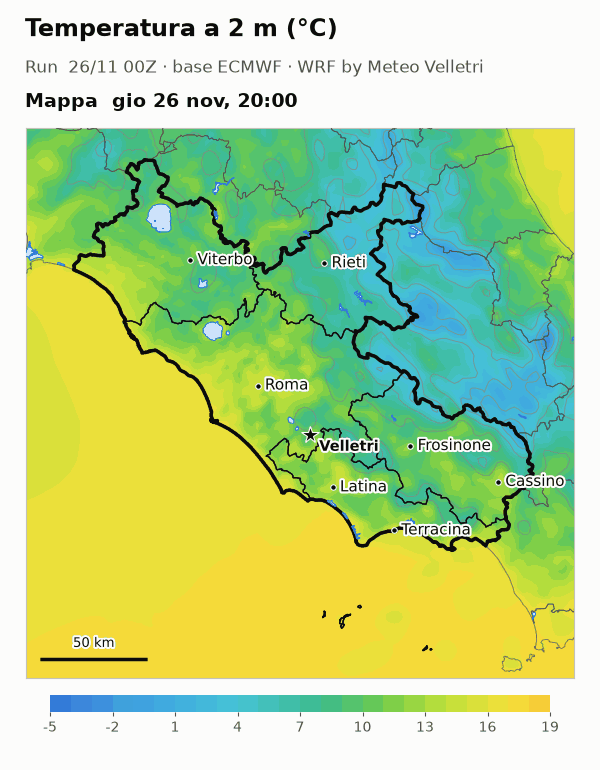 Temperatura a 2 m (°C)
Run  26/11 00Z · base ECMWF · WRF by Meteo Velletri
Mappa  gio 26 nov, 20:00
Viterbo
Rieti
Roma
Velletri
Frosinone
Cassino
Latina
Terracina
50 km
-5 -2 1 4 7 10 13 16 19